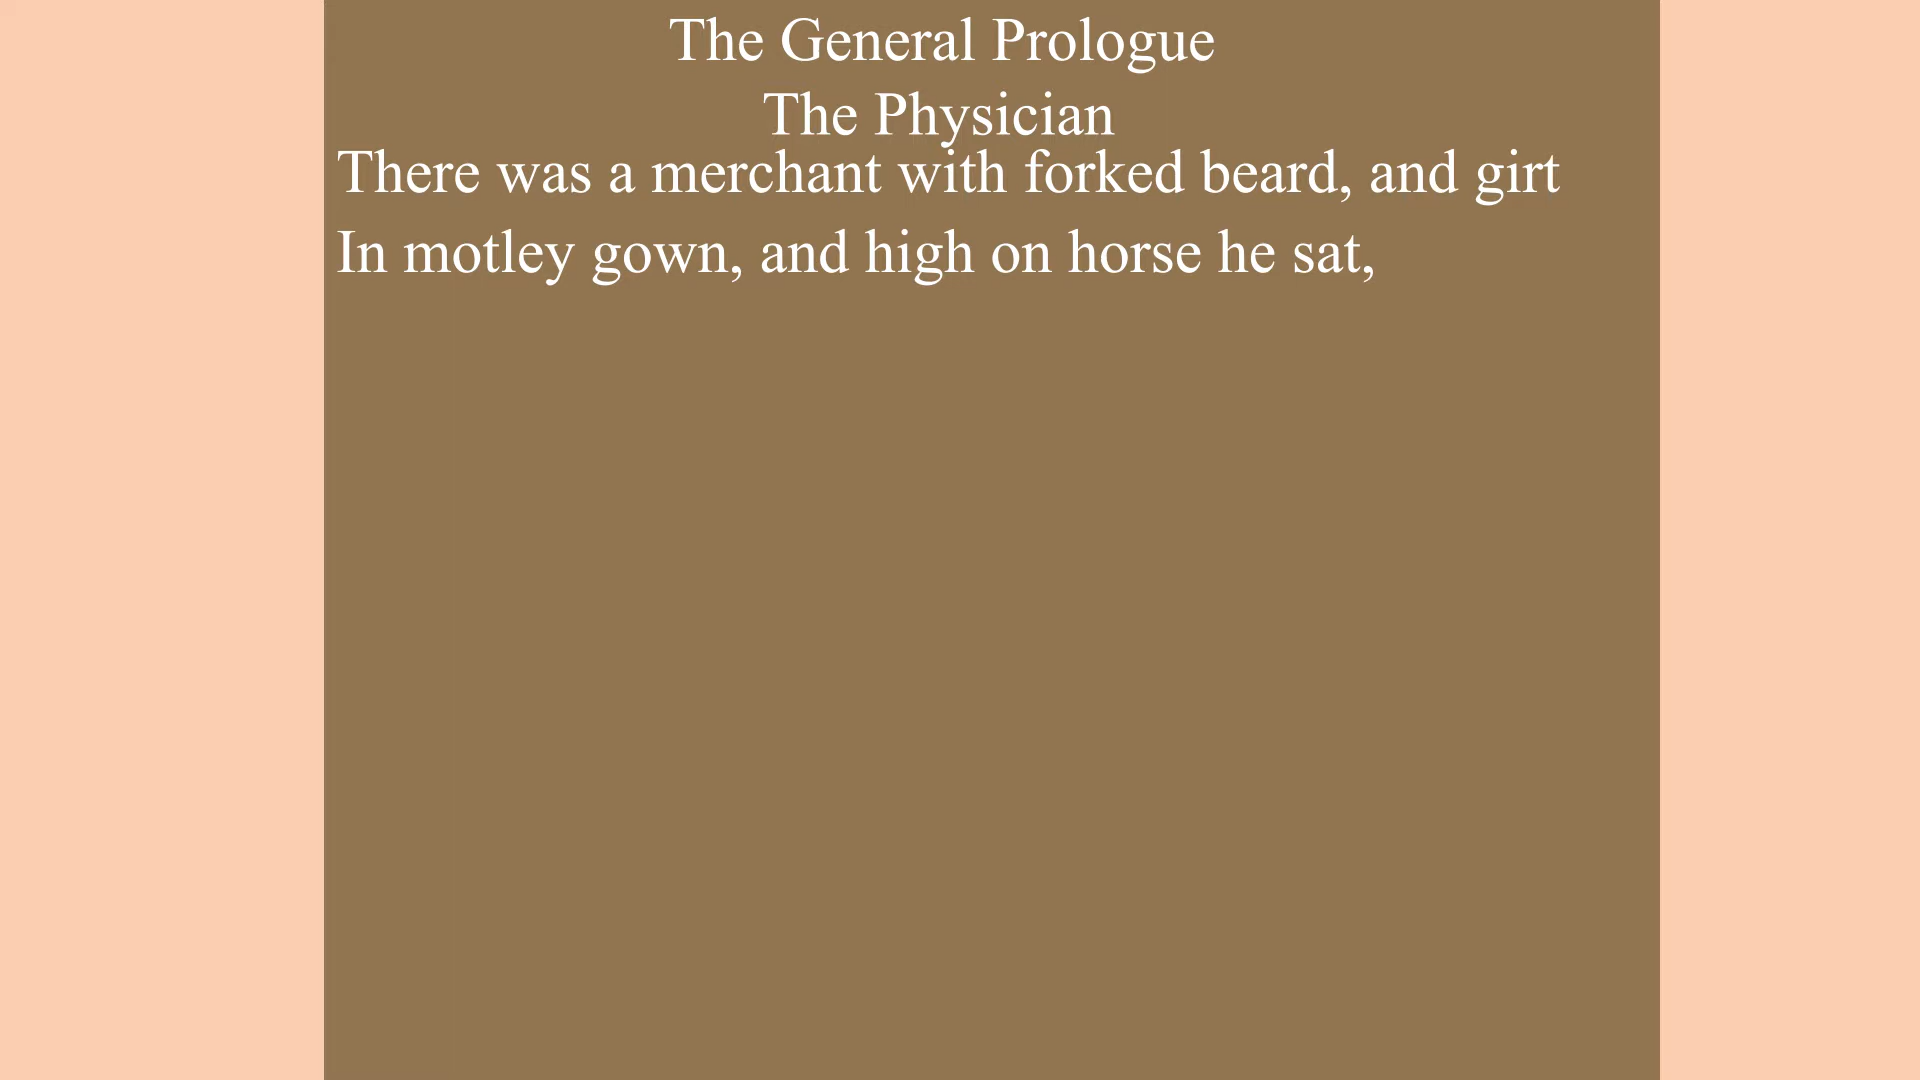 The General Prologue
The Physician
There was a merchant with forked beard, and girt
In motley gown, and high on horse he sat,